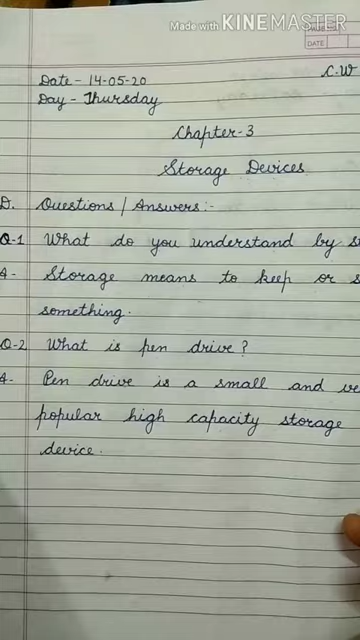 Made with KINEMASTER
PAGE
DATE
C.W
Date - 14-05-20
Day - Thursday
Chapter-3
Storage Devices
D. Questions / Answers:-
Q-1 What do you understand by
A- Storage means to keep or
something.
Q-2 What is pen drive?
A. Pen drive is a small and
popular high capacity storage
device.